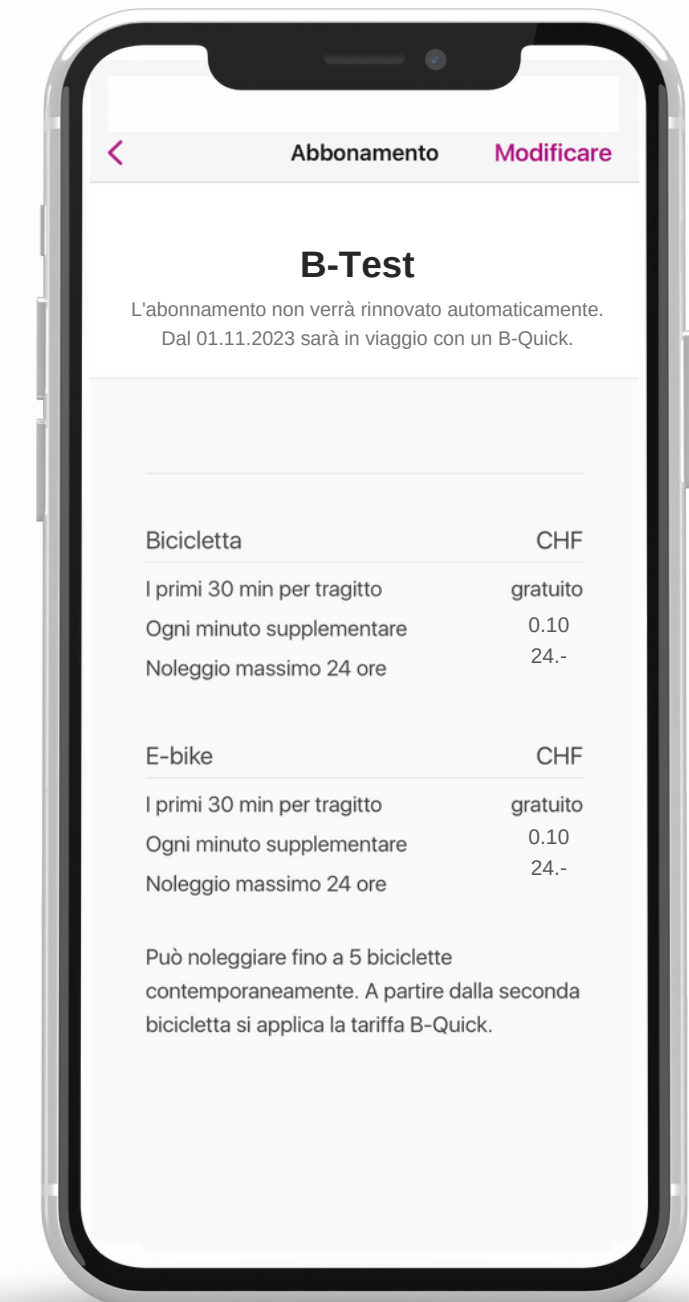 Abbonamento Modificare
B-Test
L'abonnamento non verrà rinnovato automaticamente.
Dal 01.11.2023 sarà in viaggio con un B-Quick.
Bicicletta CHF
I primi 30 min per tragitto gratuito
Ogni minuto supplementare 0.10
Noleggio massimo 24 ore 24.-
E-bike CHF
I primi 30 min per tragitto gratuito
Ogni minuto supplementare 0.10
Noleggio massimo 24 ore 24.-
Può noleggiare fino a 5 biciclette
contemporaneamente. A partire dalla seconda
bicicletta si applica la tariffa B-Quick.